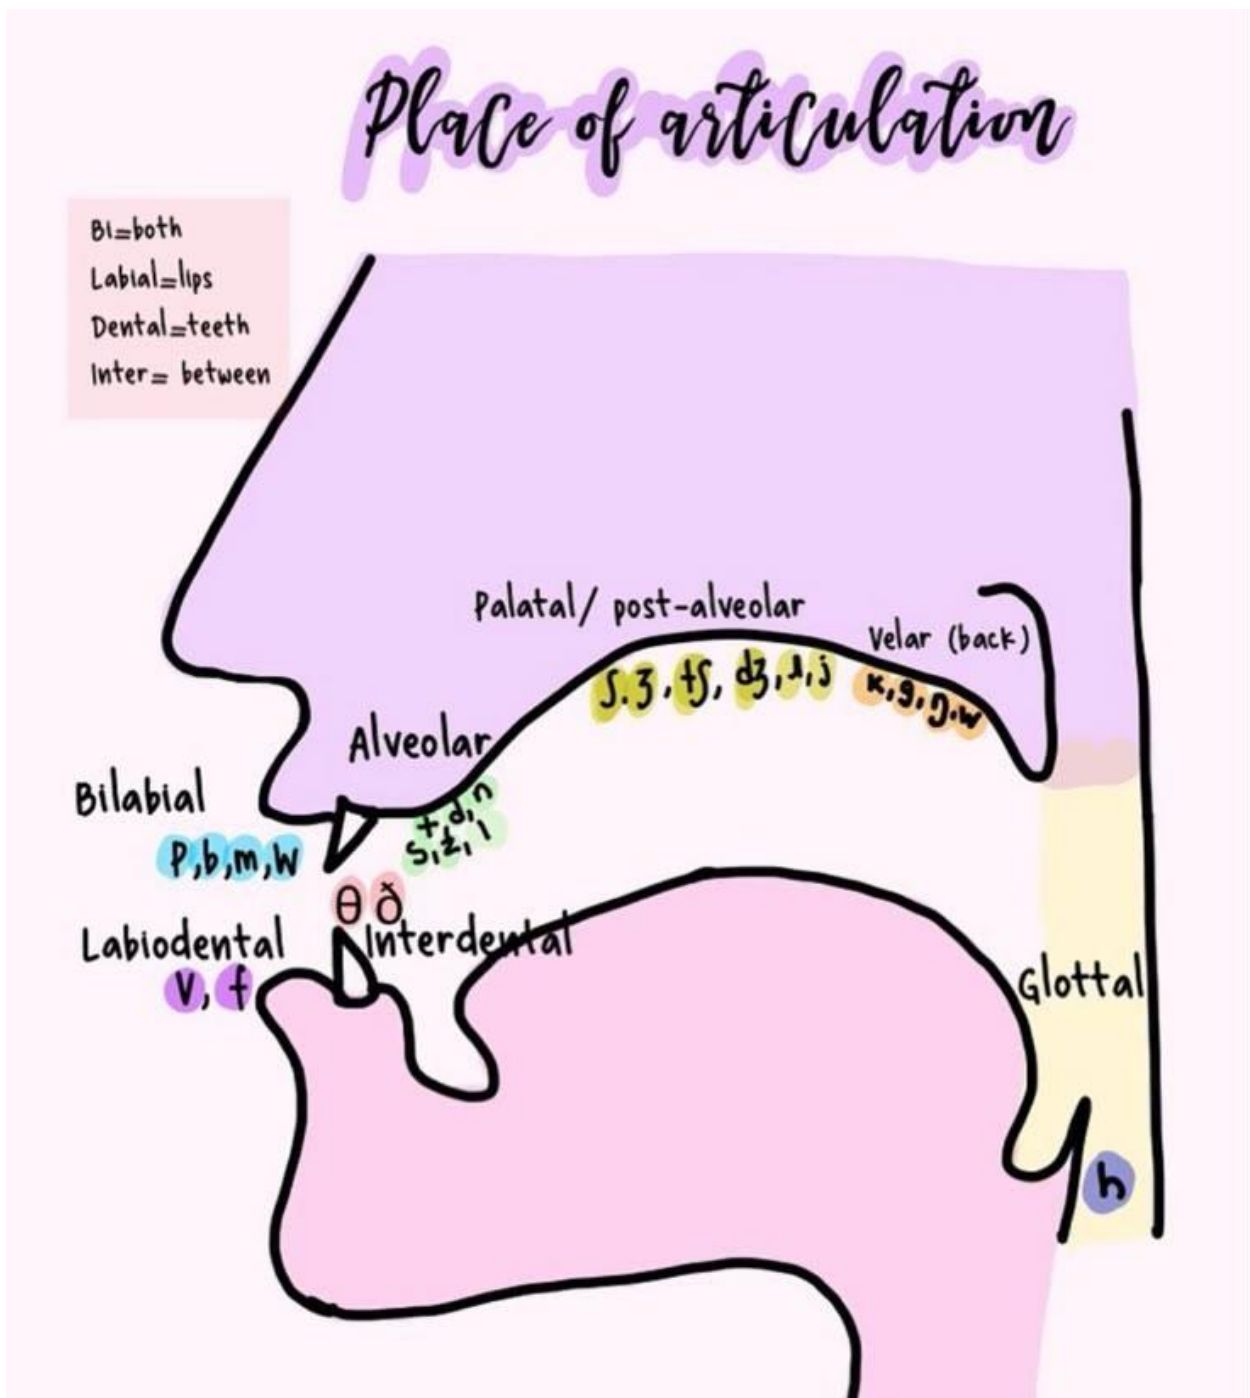 Place of articulation
Bi=both
Labial=lips
Dental=teeth
Inter= between
Palatal/ post-alveolar
Velar (back)
ʃ.ʒ, tʃ, dʒ, ɹ, j
k,g,ŋ.w
Alveolar
t,d,n
s,z,l
Bilabial
P,b,m,w
θ ð
Labiodental
Interdental
V, f
Glottal
h